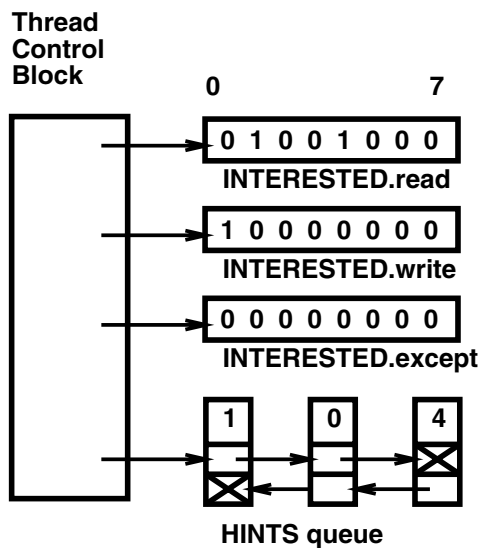 Thread
Control
Block
0 7
0 1 0 0 1 0 0 0
INTERESTED.read
1 0 0 0 0 0 0 0
INTERESTED.write
0 0 0 0 0 0 0 0
INTERESTED.except
1 0 4
HINTS queue